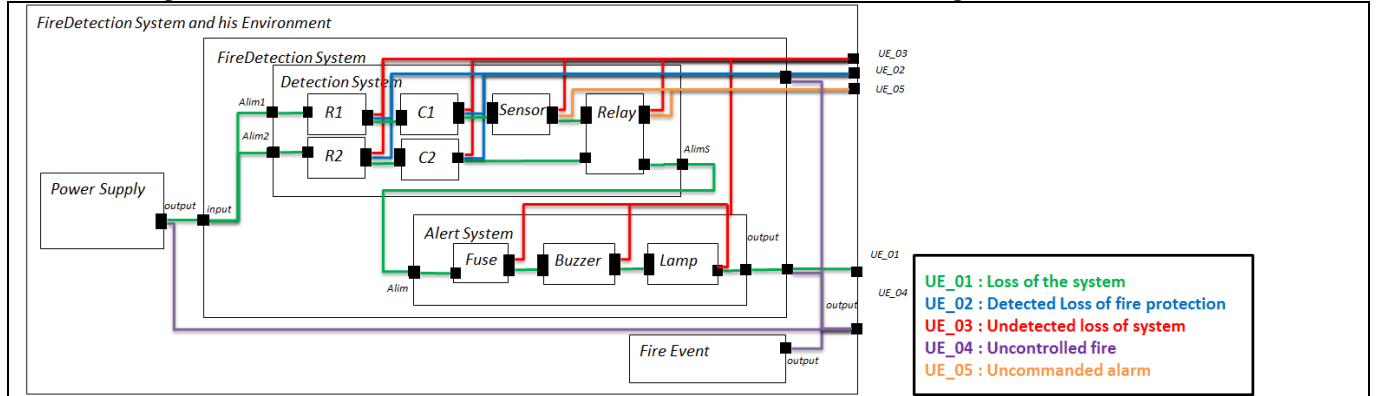 FireDetection System and his Environment
FireDetection System
Detection System
UE_03
UE_02
UE_05
Alim1
R1
C1
Sensor
Relay
Alim2
R2
C2
AlimS
Power Supply
output
input
Alert System
output
Fuse
Buzzer
Lamp
Alim
UE_01
UE_04
output
Fire Event
output
UE_01 : Loss of the system
UE_02 : Detected Loss of fire protection
UE_03 : Undetected loss of system
UE_04 : Uncontrolled fire
UE_05 : Uncommanded alarm